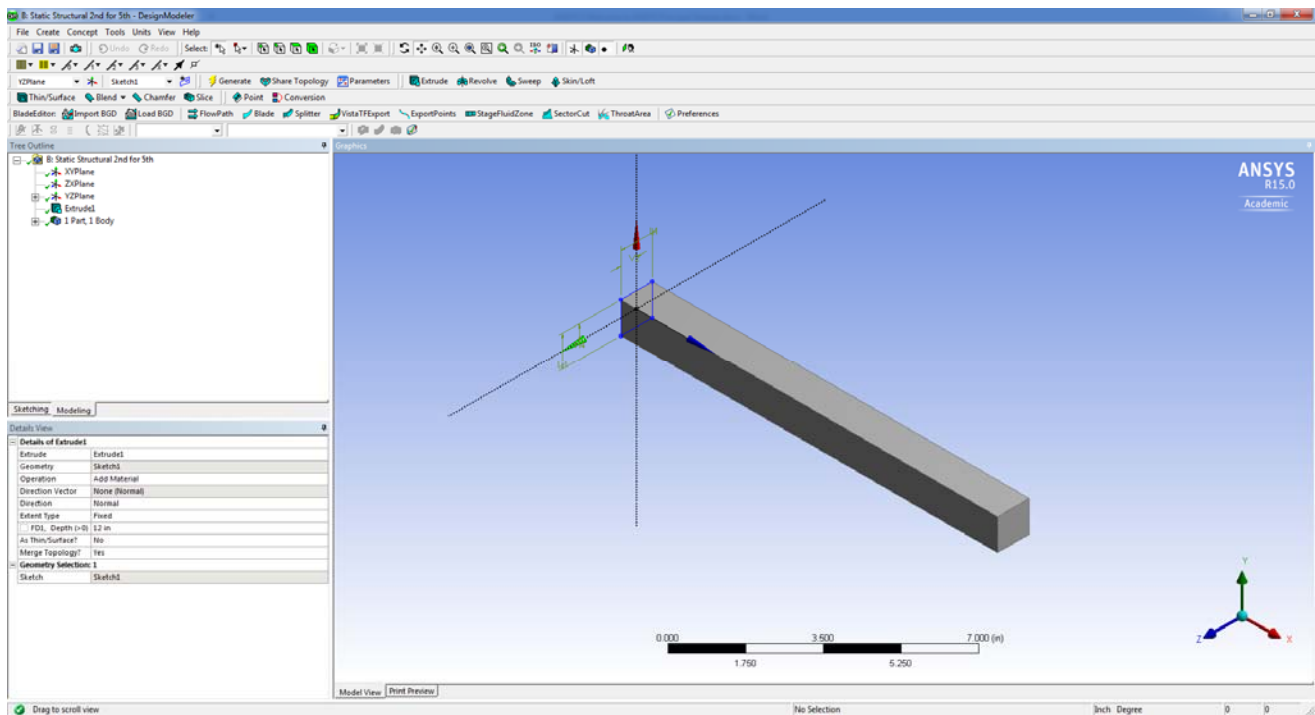 B: Static Structural 2nd for 5th - DesignModeler
File Create Concept Tools Units View Help
Undo Redo Select:
YZPlane Sketch1 Generate Share Topology Parameters Extrude Revolve Sweep Skin/Loft
Thin/Surface Blend Chamfer Slice Point Conversion
BladeEditor: Import BGD Load BGD FlowPath Blade Splitter VistaTFExport ExportPoints StageFluidZone SectorCut ThroatArea Preferences
Tree Outline
B: Static Structural 2nd for 5th
XYPlane
ZXPlane
YZPlane
Extrude1
1 Part, 1 Body
Sketching Modeling
Details View
Details of Extrude1
Extrude Extrude1
Geometry Sketch1
Operation Add Material
Direction Vector None (Normal)
Direction Normal
Extent Type Fixed
FD1, Depth (>0) 12 in
As Thin/Surface? No
Merge Topology? Yes
Geometry Selection: 1
Sketch Sketch1
Graphics
ANSYS
R15.0
Academic
0.000 3.500 7.000 (in)
1.750 5.250
Y
Z X
Model View Print Preview
Drag to scroll view No Selection Inch Degree 0 0